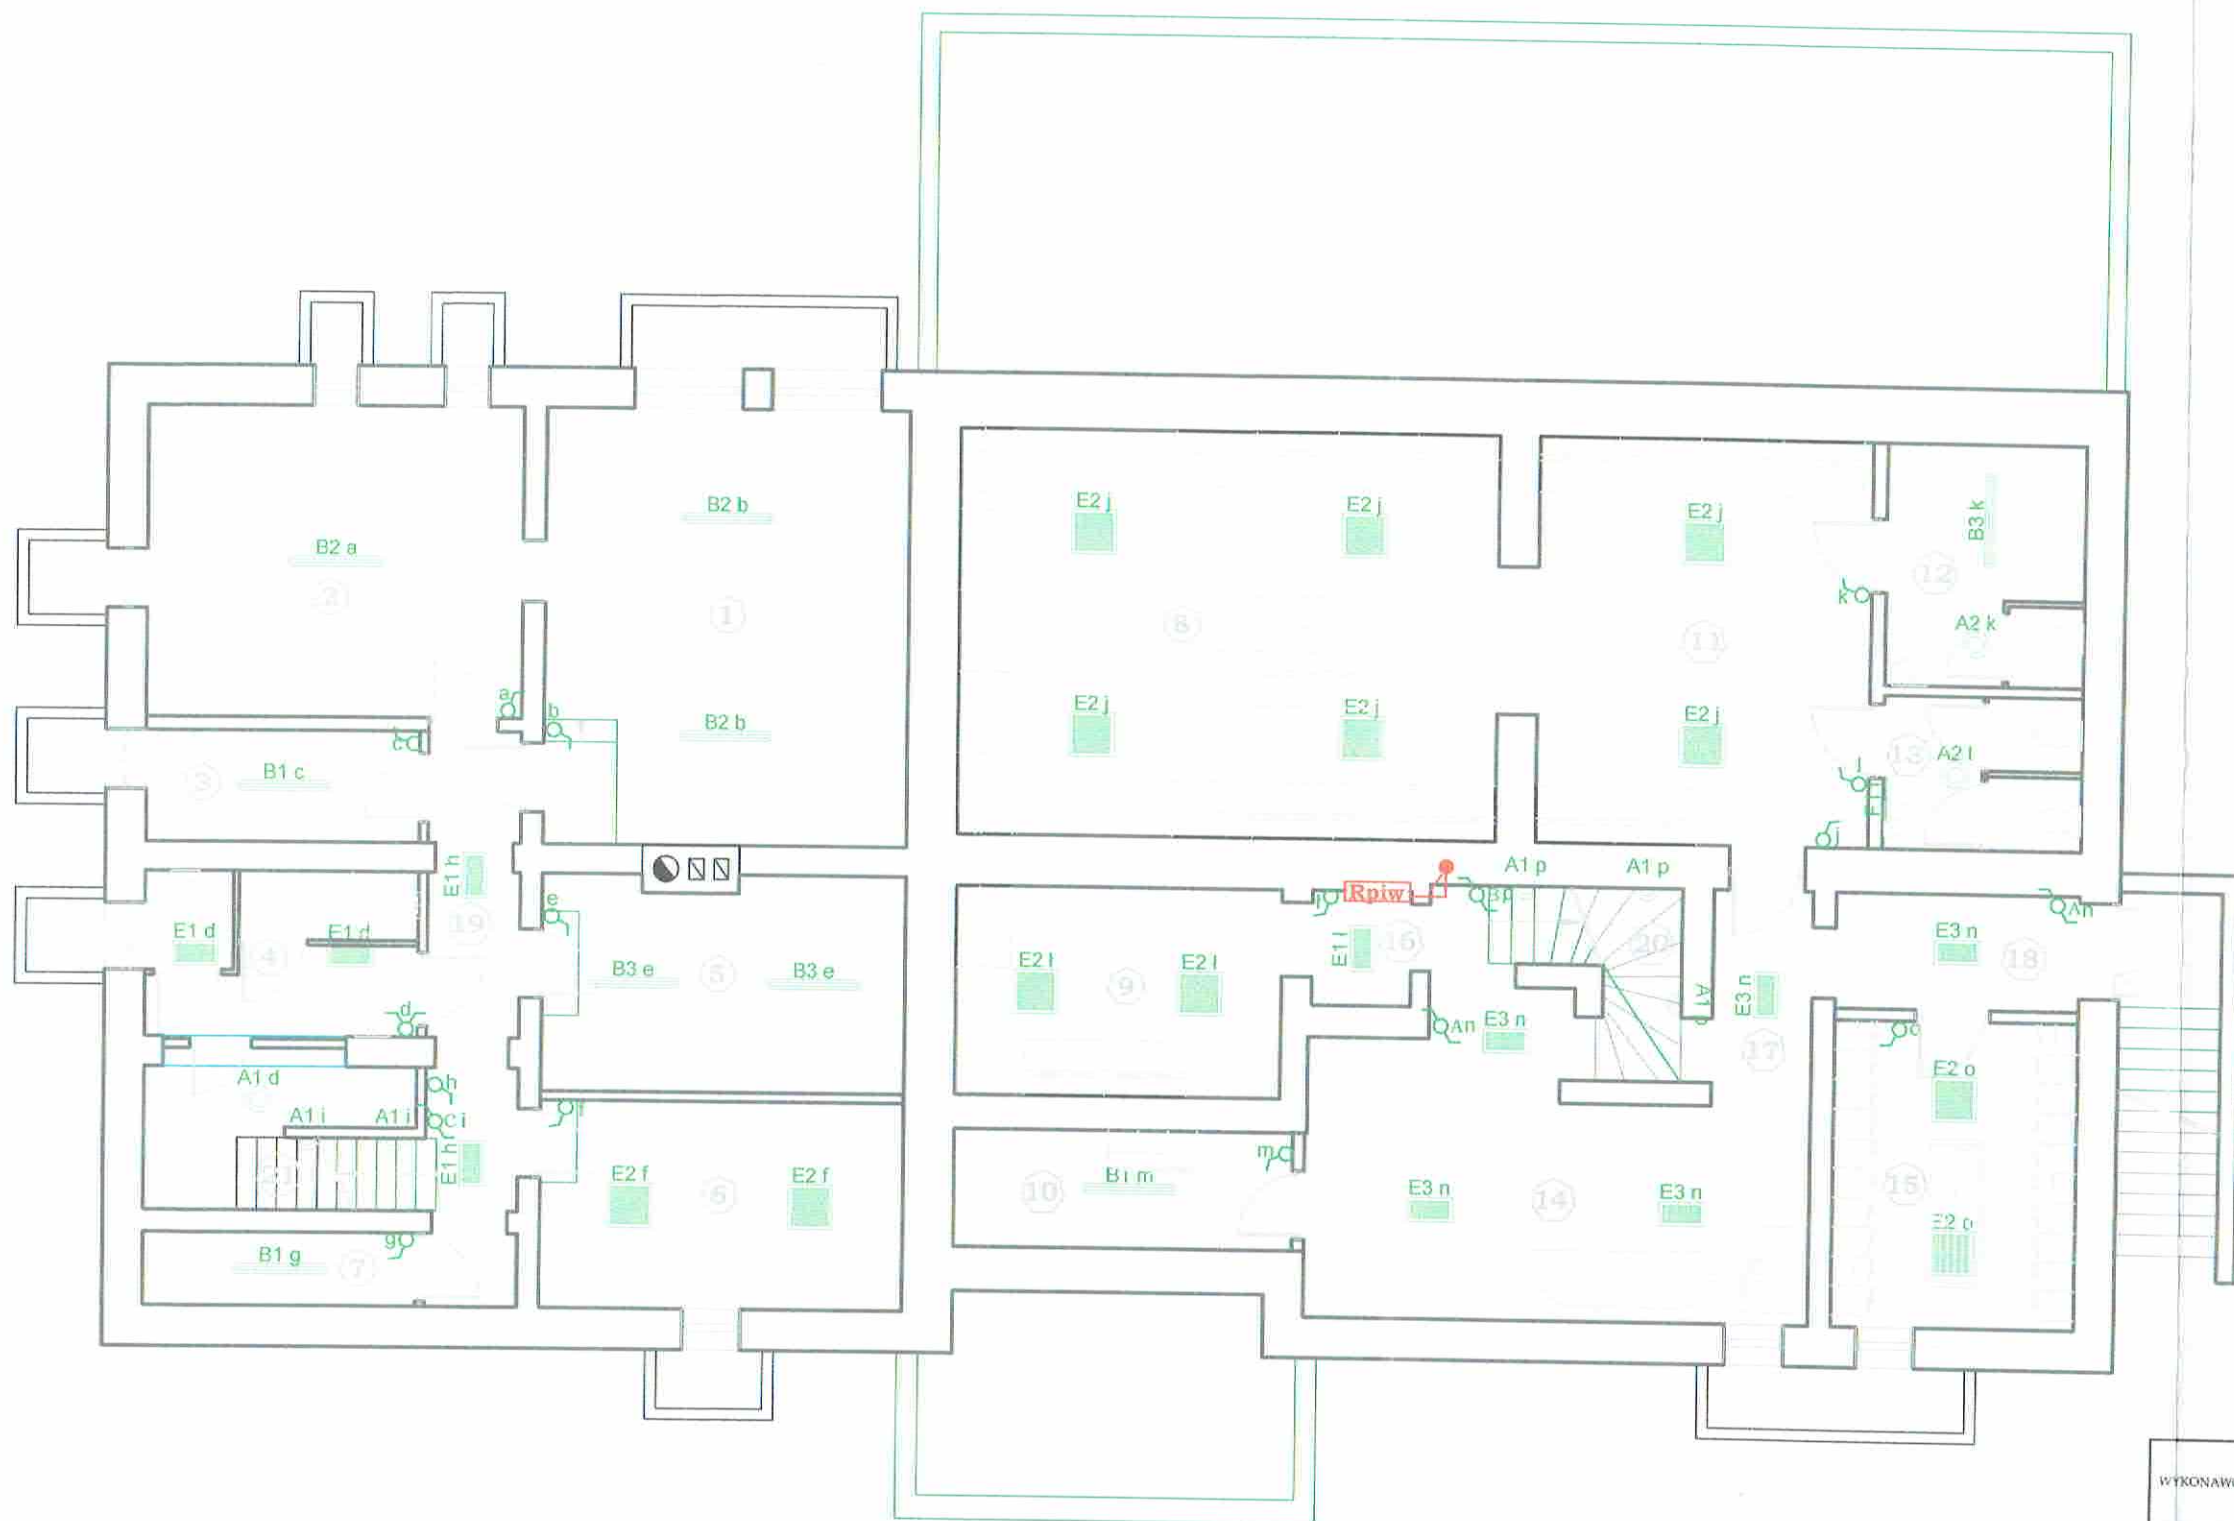 B2 b
E2 j
E2 j
E2 j
B3 k
B2 a
2
1
8
11
12
k
A2 k
a
b
B2 b
E2 j
E2 j
E2 j
c
3
B1 c
13
A2 l
l
j
E1 h
A1 p
A1 p
Rpiw
l
Bp
e
E1 d
E1 d
4
19
B3 e
5
B3 e
E2 l
9
E2 l
E1 l
16
20
E3 n
18
An
d
A1 p
E3 n
17
An
E3 n
o
A1 d
h
A1 i
A1 i
C i
f
E2 o
21
E1 h
E2 f
6
E2 f
10
B1 m
m
E3 n
14
E3 n
15
E2 o
g
B1 g
7
WYKONAW